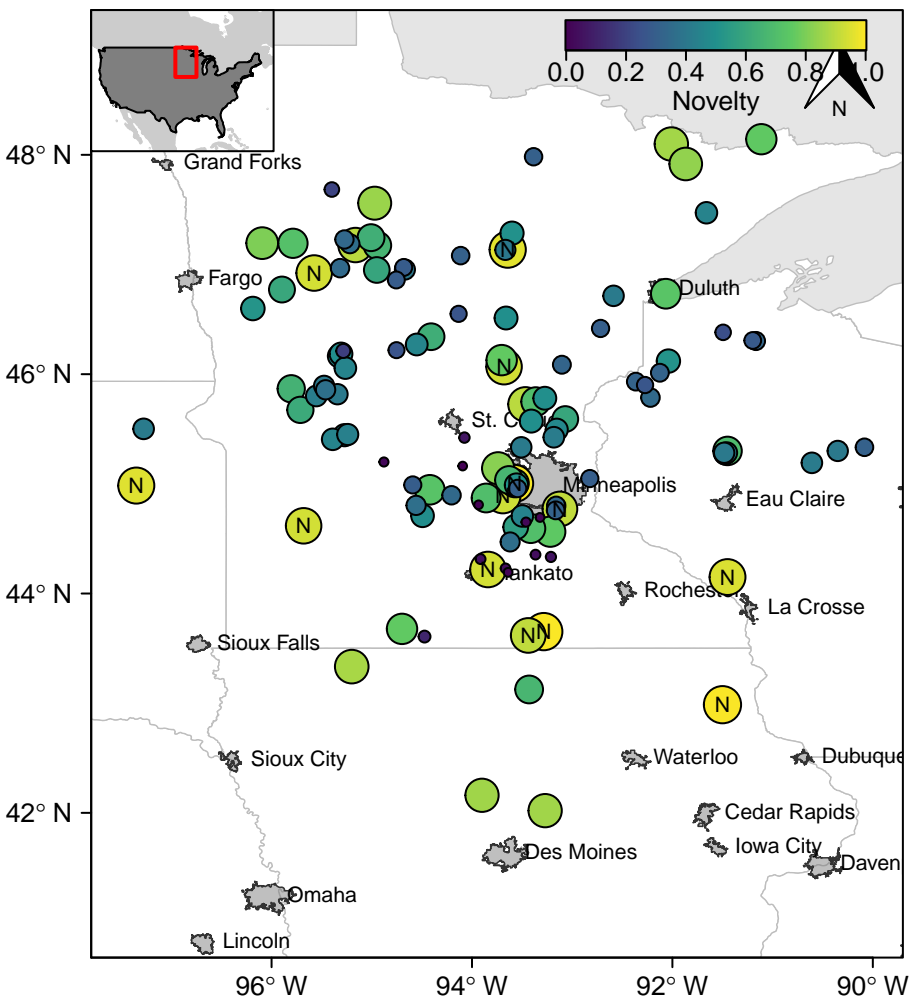 0.0 0.2 0.4 0.6 0.8 1.0
Novelty
N
48° N
Grand Forks
Fargo
N
N
Duluth
46° N
N
St. Cloud
N
Minneapolis
N
N
N
N
Eau Claire
44° N
N
Mankato
Rochester
N
La Crosse
N
N
Sioux Falls
N
Sioux City
Waterloo
Dubuque
42° N
Cedar Rapids
Iowa City
Des Moines
Daven
Omaha
Lincoln
96° W 94° W 92° W 90° W